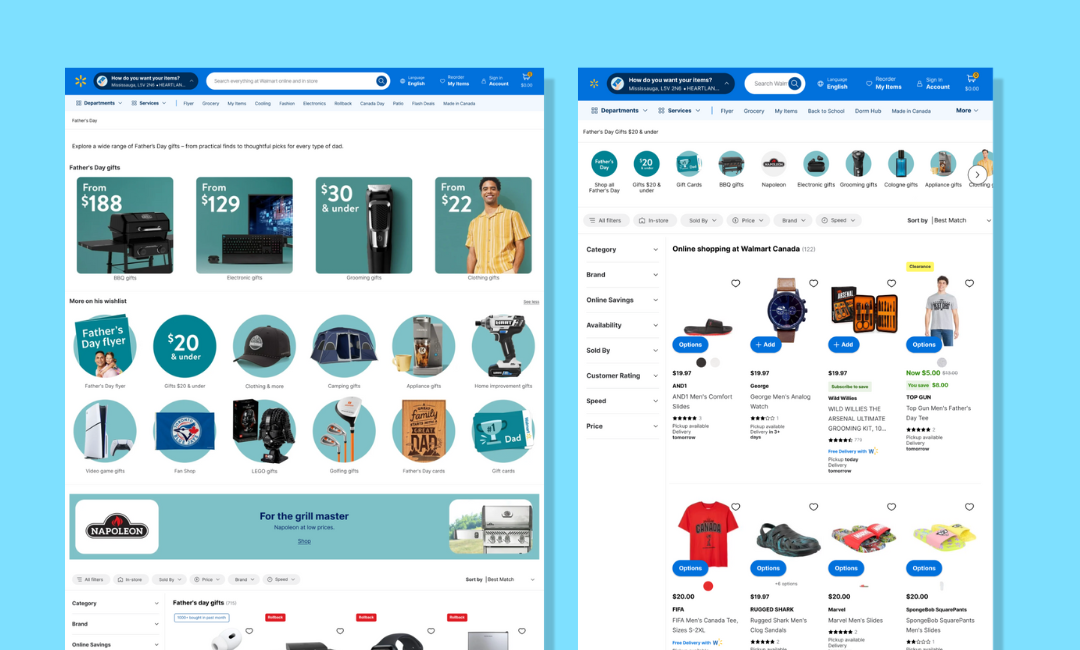 How do you want your items?
Mississauga, L5V 2N6 • HEARTLAN...
Search everything at Walmart online and in store
Language
English
Reorder
My Items
Sign in
Account
$0.00
Departments
Services
Flyer
Grocery
My Items
Cooling
Fashion
Electronics
Rollback
Canada Day
Patio
Flash Deals
Made in Canada
Father's Day
Explore a wide range of Father's Day gifts – from practical finds to thoughtful picks for every type of dad.
Father's Day gifts
From
$188
From
$129
$30
& under
From
$22
BBQ gifts
Electronic gifts
Grooming gifts
Clothing gifts
More on his wishlist
See less
Father's
Day flyer
$20
& under
Father's Day flyer
Gifts $20 & under
Clothing & more
Camping gifts
Appliance gifts
Home improvement gifts
family
GREAT
DAD
#1
Dad
Video game gifts
Fan Shop
LEGO gifts
Golfing gifts
Father's Day cards
Gift cards
NAPOLEON
For the grill master
Napoleon at low prices.
Shop
All filters
In-store
Sold By
Price
Brand
Speed
Sort by | Best Match
Category
Brand
Online Savings
Father's day gifts (715)
1000+ bought in past month
Rollback
Rollback
Rollback
How do you want your items?
Mississauga, L5V 2N6 • HEARTLAN...
Search Walm
Language
English
Reorder
My Items
Sign in
Account
$0.00
Departments
Services
Flyer
Grocery
My Items
Back to School
Dorm Hub
Made in Canada
More
Father's Day Gifts $20 & under
Father's
Day
$20
& under
NAPOLEON
Shop all
Father's Day
Gifts $20 &
under
Gift Cards
BBQ gifts
Napoleon
Electronic gifts
Grooming gifts
Cologne gifts
Appliance gifts
Clothing g
All filters
In-store
Sold By
Price
Brand
Speed
Sort by | Best Match
Category
Brand
Online Savings
Availability
Sold By
Customer Rating
Speed
Price
Online shopping at Walmart Canada (122)
Options
$19.97
AND1
AND1 Men's Comfort
Slides
3
Pickup available
Delivery
tomorrow
+ Add
$19.97
George
George Men's Analog
Watch
1
Pickup available
Delivery in 3+
days
ARSENAL
+ Add
$19.97
Subscribe to save
Wild Willies
WILD WILLIES THE
ARSENAL ULTIMATE
GROOMING KIT, 10...
779
Free Delivery with W
Pickup today
Delivery
tomorrow
Clearance
Options
Now $5.00 $13.00
You save $8.00
TOP GUN
Top Gun Men's Father's
Day Tee
2
Pickup available
Delivery
tomorrow
CANADA
Options
$20.00
FIFA
FIFA Men's Canada Tee,
Sizes S-2XL
Free Delivery with W
Options
+6 options
$19.97
RUGGED SHARK
Rugged Shark Men's
Clog Sandals
2
Pickup available
Options
$20.00
Marvel
Marvel Men's Slides
2
Pickup available
Delivery
Options
$20.00
SpongeBob SquarePants
SpongeBob SquarePants
Men's Slides
1
Pickup available